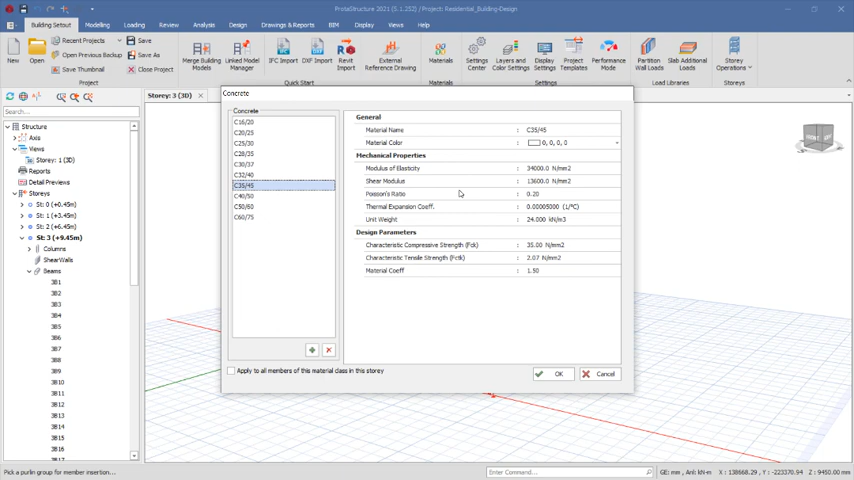 ProtaStructure 2021 (5.1.252) / Project: Residential_Building-Design
Building Setout Modelling Loading Review Analysis Design Drawings & Reports BIM Display Views Help
New
Open
Recent Projects
Open Previous Backup
Save Thumbnail
Save
Save As
Close Project
Project
Merge Building Models
Linked Model Manager
IFC Import
DXF Import
Revit Import
External Reference Drawing
Quick Start
Materials
Materials
Settings Center
Layers and Color Settings
Display Settings
Project Templates
Performance Mode
Settings
Partition Wall Loads
Slab Additional Loads
Load Libraries
Storey Operations
Storeys
Search...
Structure
Axis
Views
Storey: 1 (3D)
Reports
Detail Previews
Storeys
St: 0 (+0.45m)
St: 1 (+3.45m)
St: 2 (+6.45m)
St: 3 (+9.45m)
Columns
ShearWalls
Beams
3B1
3B2
3B3
3B4
3B5
3B6
3B7
3B8
3B9
3B10
3B11
3B12
3B13
3B14
3B15
3B16
3B17
Storey: 3 (3D)
FRONT
Concrete
Concrete
C16/20
C20/25
C25/30
C28/35
C30/37
C32/40
C35/45
C40/50
C50/60
C60/75
General
Material Name : C35/45
Material Color : 0, 0, 0, 0
Mechanical Properties
Modulus of Elasticity : 34000.0 N/mm2
Shear Modulus : 13600.0 N/mm2
Poisson's Ratio : 0.20
Thermal Expansion Coeff. : 0.00005000 (1/°C)
Unit Weight : 24.000 kN/m3
Design Parameters
Characteristic Compressive Strength (Fck) : 35.00 N/mm2
Characteristic Tensile Strength (Fctk) : 2.07 N/mm2
Material Coeff : 1.50
Apply to all members of this material class in this storey
OK
Cancel
Pick a purlin group for member insertion...
Enter Command...
GE: mm, Anl: kN-m
X : 138668.29, Y : -223370.94
Z : 9450.00 mm